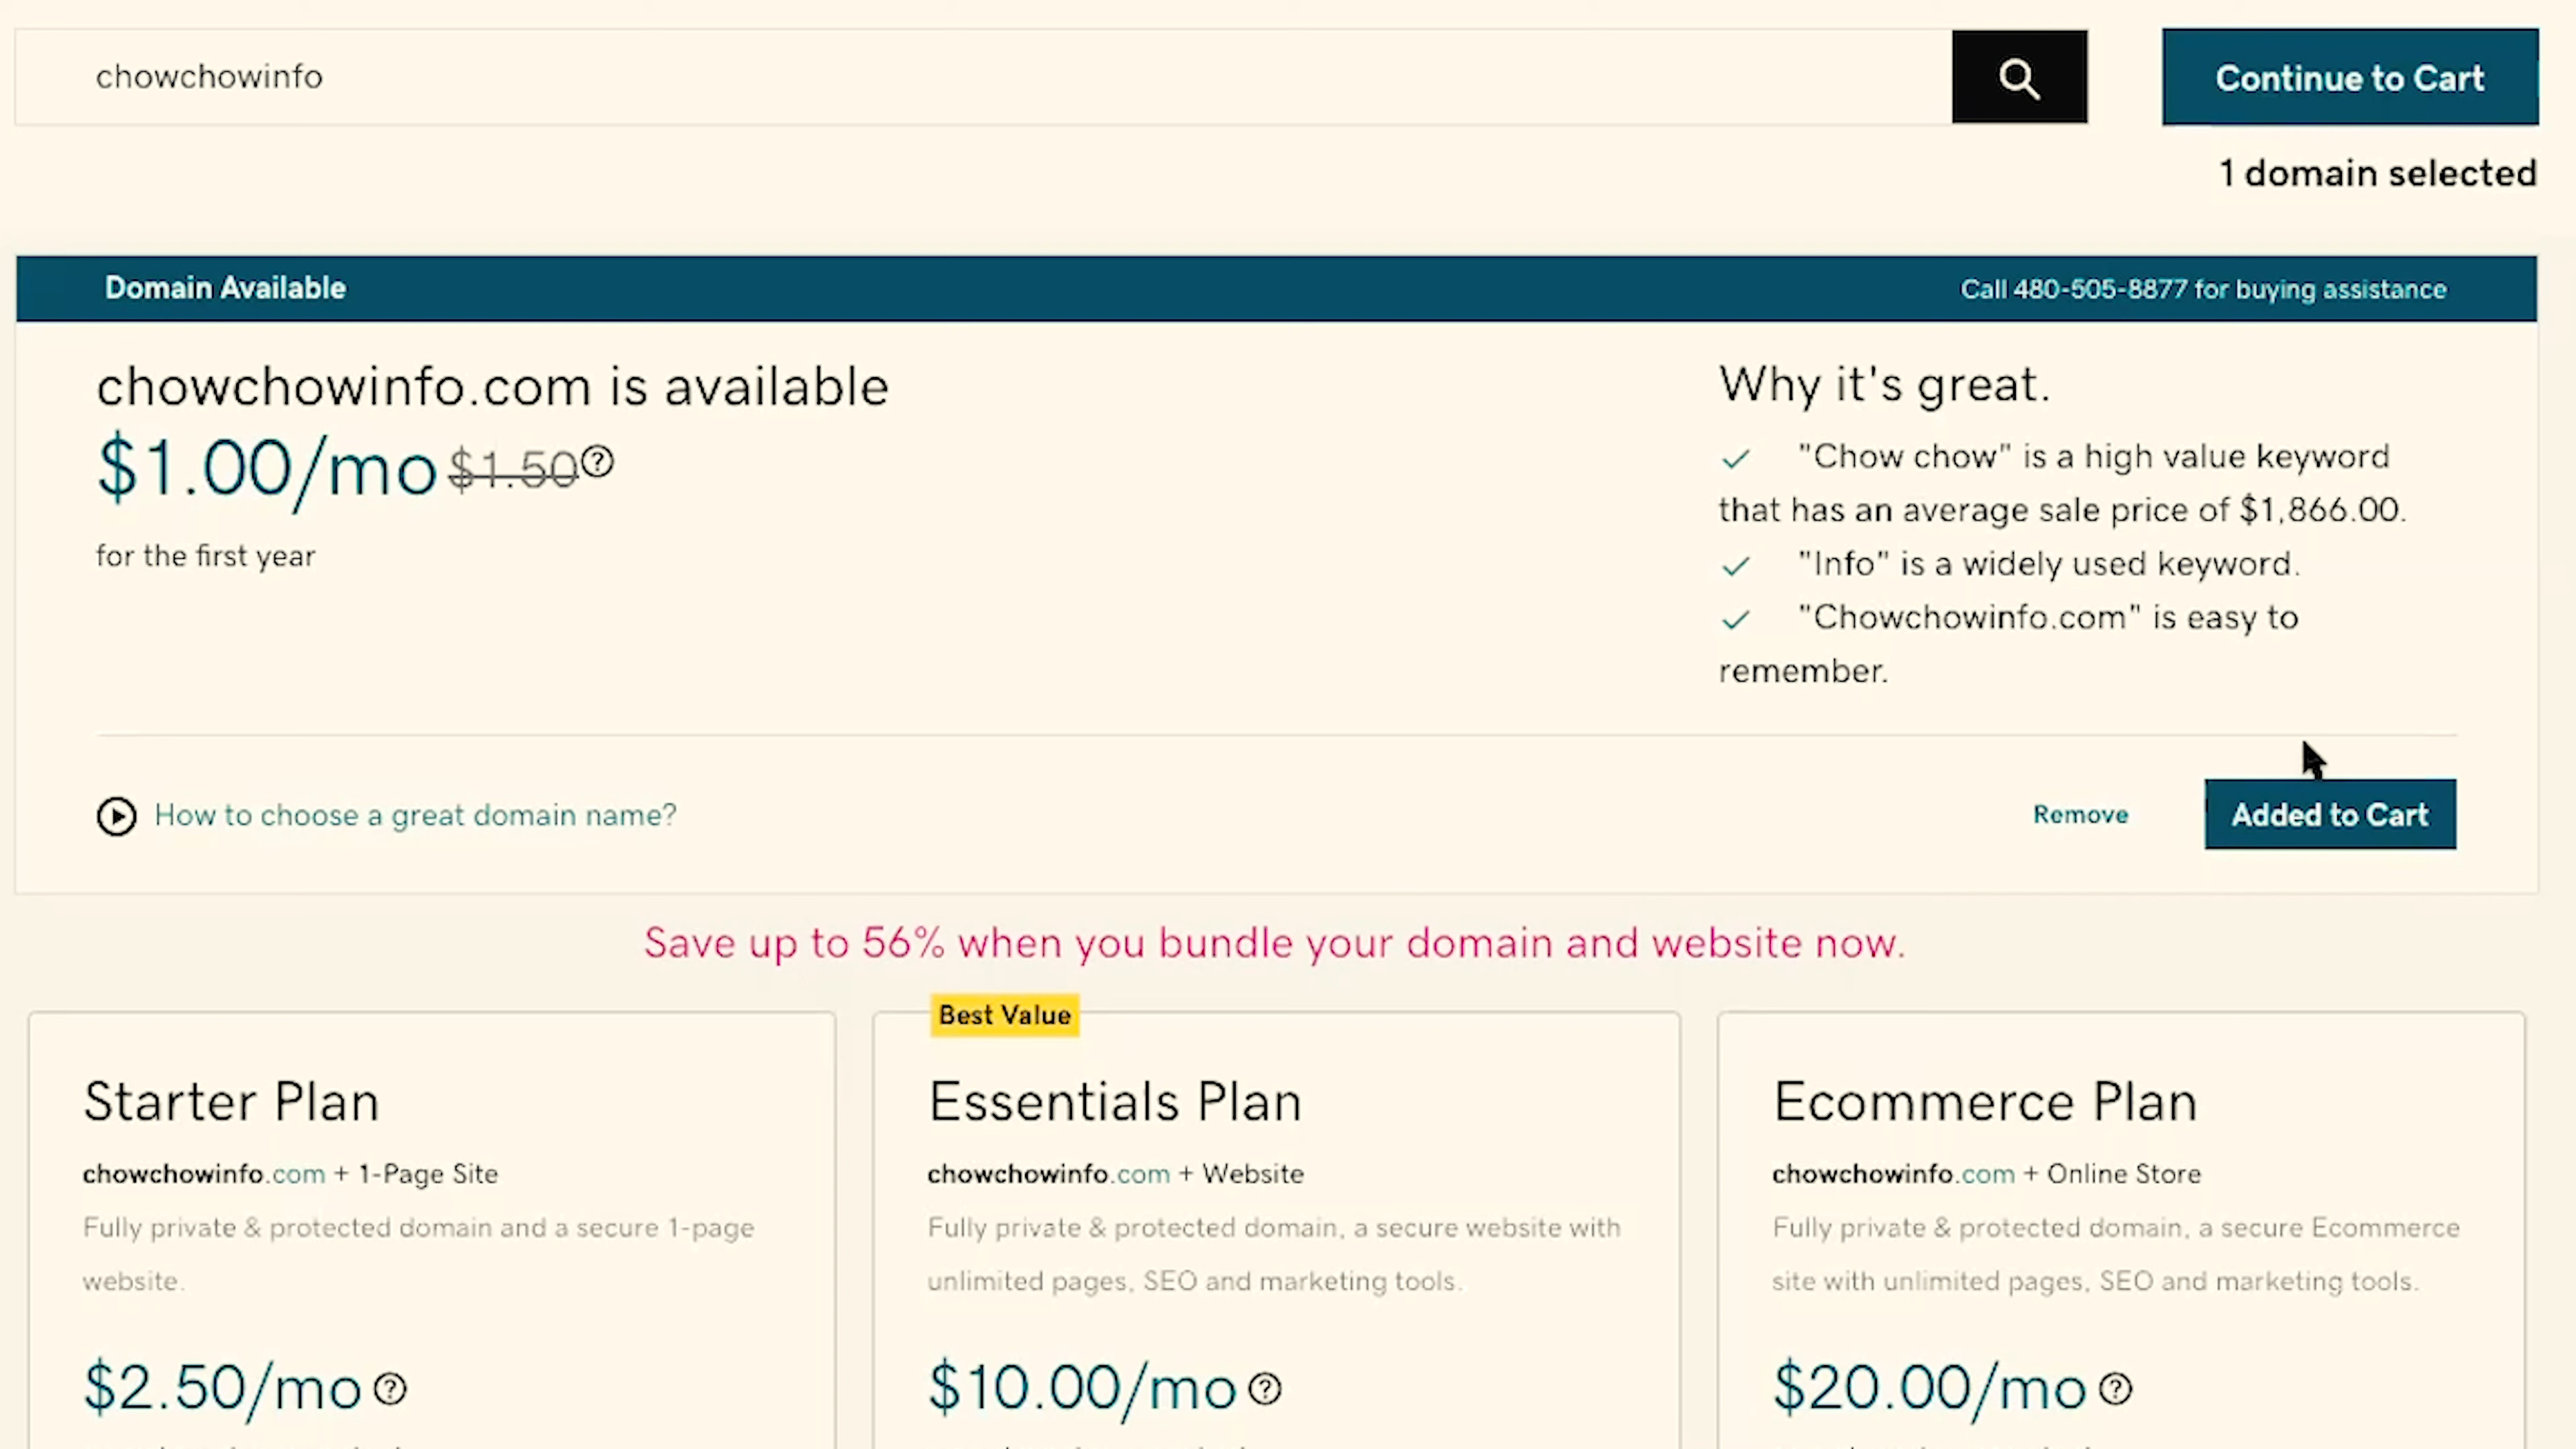 chowchowinfo
Continue to Cart
1 domain selected
Domain Available
Call 480-505-8877 for buying assistance
chowchowinfo.com is available
$1.00/mo $1.50
for the first year
Why it's great.
"Chow chow" is a high value keyword
that has an average sale price of $1,866.00.
"Info" is a widely used keyword.
"Chowchowinfo.com" is easy to
remember.
How to choose a great domain name?
Remove
Added to Cart
Save up to 56% when you bundle your domain and website now.
Starter Plan
chowchowinfo.com + 1-Page Site
Fully private & protected domain and a secure 1-page
website.
$2.50/mo
Best Value
Essentials Plan
chowchowinfo.com + Website
Fully private & protected domain, a secure website with
unlimited pages, SEO and marketing tools.
$10.00/mo
Ecommerce Plan
chowchowinfo.com + Online Store
Fully private & protected domain, a secure Ecommerce
site with unlimited pages, SEO and marketing tools.
$20.00/mo